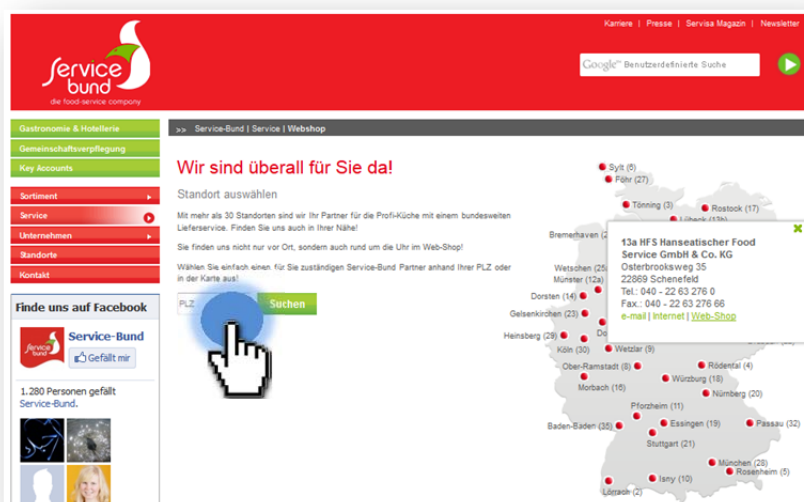 Karriere | Presse | Servisa Magazin | Newsletter
Google™ Benutzerdefinierte Suche
service
bund
die food-service company
Gastronomie & Hotellerie
Gemeinschaftsverpflegung
Key Accounts
Sortiment
Service
Unternehmen
Standorte
Kontakt
>> Service-Bund | Service | Webshop
Wir sind überall für Sie da!
Standort auswählen
Mit mehr als 30 Standorten sind wir Ihr Partner für die Profi-Küche mit einem bundesweiten
Lieferservice. Finden Sie uns auch in Ihrer Nähe!
Sie finden uns nicht nur vor Ort, sondern auch rund um die Uhr im Web-Shop!
Wählen Sie einfach einen für Sie zuständigen Service-Bund Partner anhand Ihrer PLZ oder
in der Karte aus!
PLZ
Suchen
Finde uns auf Facebook
service
bund
Service-Bund
Gefällt mir
1.280 Personen gefällt
Service-Bund.
Sylt (6)
Föhr (27)
Tönning (3)
Rostock (17)
Lübeck (13b)
Bremerhaven (2
13a HFS Hanseatischer Food
Service GmbH & Co. KG
Osterbrooksweg 35
22869 Schenefeld
Tel.: 040 - 22 63 276 0
Fax.: 040 - 22 63 276 66
e-mail | Internet | Web-Shop
Wetschen (25
Münster (12a)
Dorsten (14)
Gelsenkirchen (23)
Do
Heinsberg (29)
Köln (30)
Wetzlar (9)
Ober-Ramstadt (8)
Rödental (4)
Morbach (16)
Würzburg (18)
Nürnberg (20)
Pforzheim (11)
Baden-Baden (35)
Essingen (19)
Passau (32)
Stuttgart (21)
München (28)
Rosenheim (5)
Isny (10)
Lörrach (2)